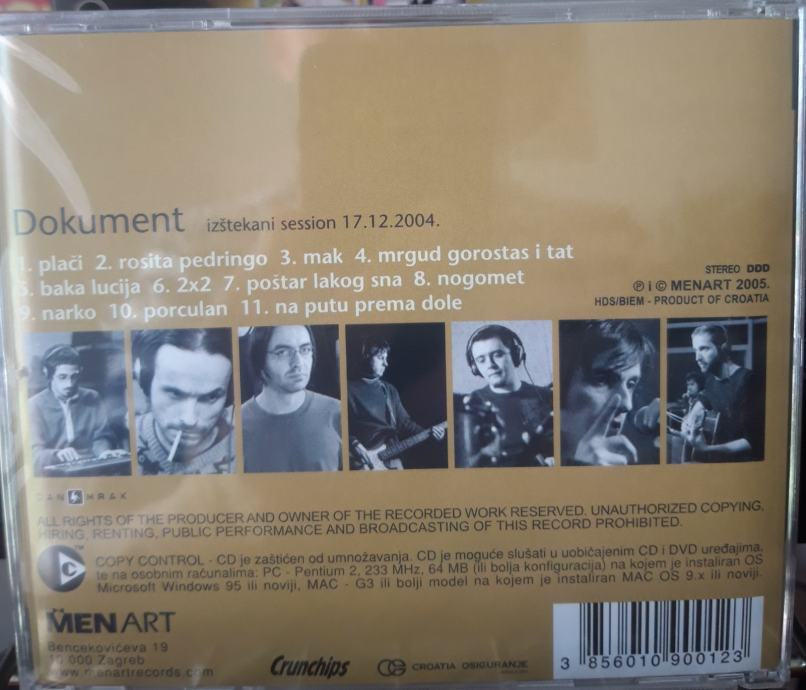 Dokument izštekani session 17.12.2004.
1. plači 2. rosita pedringo 3. mak 4. mrgud gorostas i tat
5. baka lucija 6. 2x2 7. poštar lakog sna 8. nogomet
9. narko 10. porculan 11. na putu prema dole
STEREO DDD
℗ i © MENART 2005.
HDS/BIEM - PRODUCT OF CROATIA
DAN MRAK
ALL RIGHTS OF THE PRODUCER AND OWNER OF THE RECORDED WORK RESERVED. UNAUTHORIZED COPYING,
HIRING, RENTING, PUBLIC PERFORMANCE AND BROADCASTING OF THIS RECORD PROHIBITED.
TM
COPY CONTROL - CD je zaštićen od umnožavanja. CD je moguće slušati u uobičajenim CD i DVD uređajima,
te na osobnim računalima: PC - Pentium 2, 233 MHz, 64 MB (ili bolja konfiguracija) na kojem je instaliran OS
Microsoft Windows 95 ili noviji, MAC - G3 ili bolji model na kojem je instaliran MAC OS 9.x ili noviji.
MENART
Bencekovićeva 19
10 000 Zagreb
www.menartrecords.com
Crunchips
CROATIA OSIGURANJE
3 856010 900123